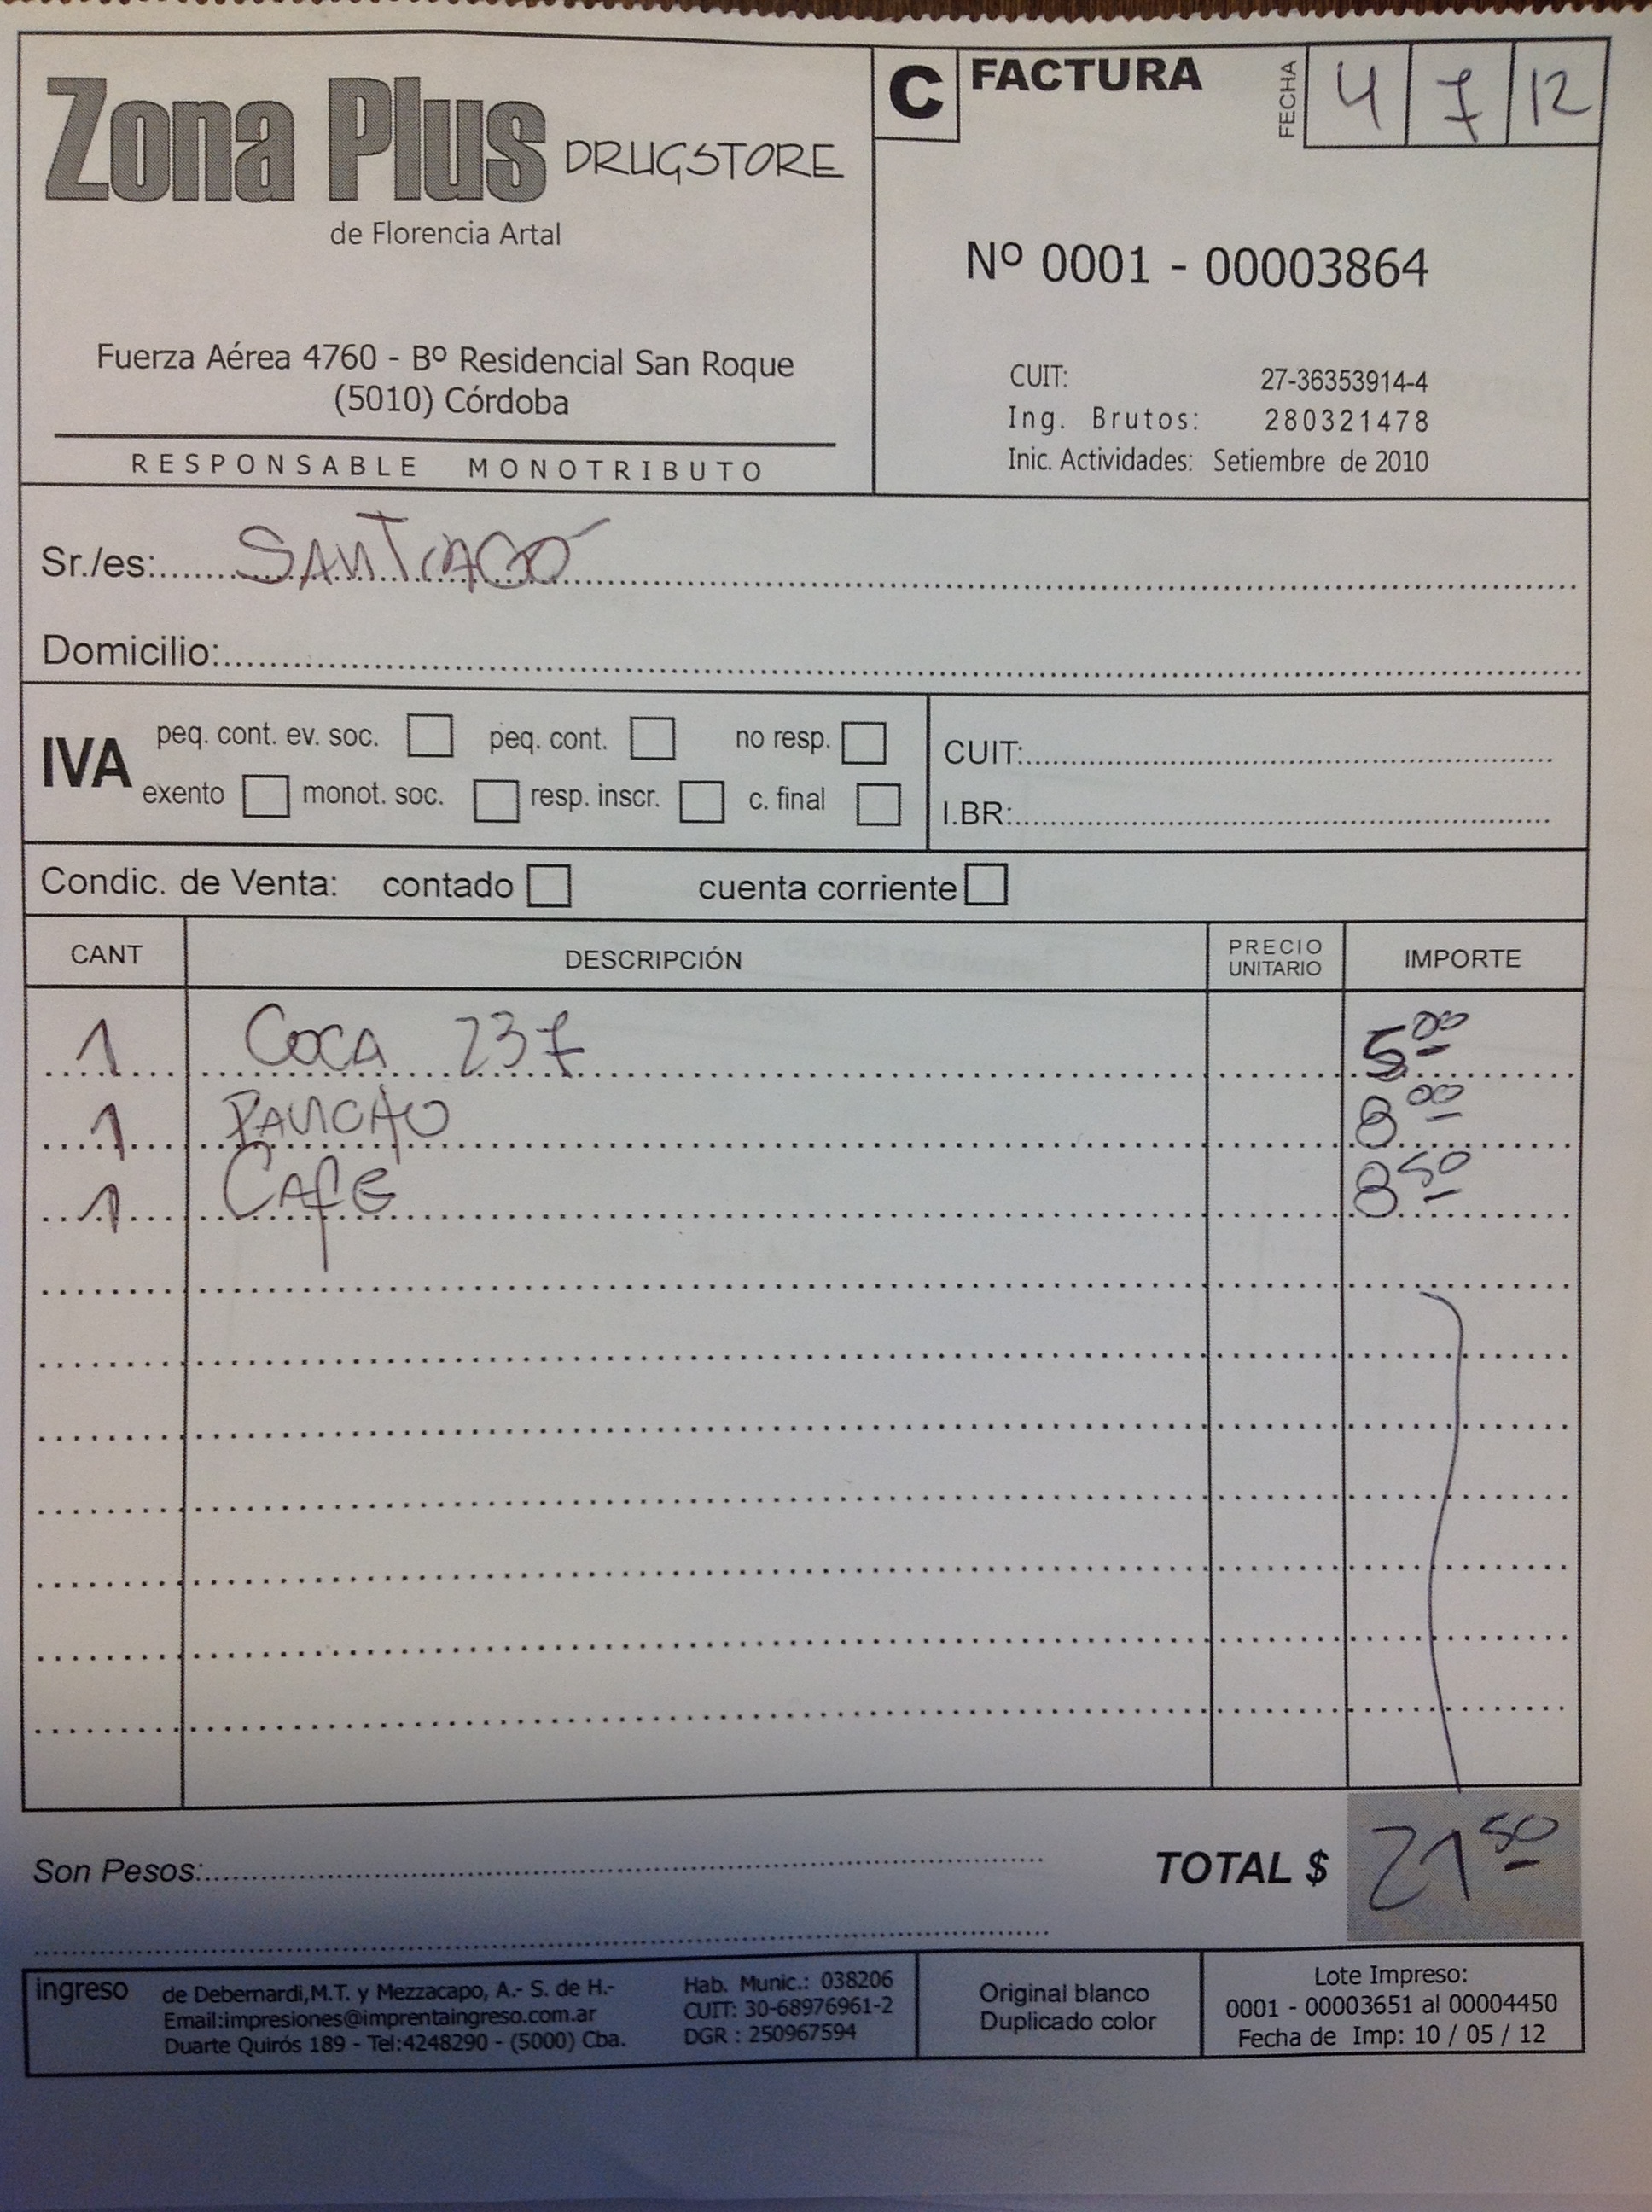 Zona Plus DRUGSTORE
de Florencia Artal
Fuerza Aérea 4760 - Bº Residencial San Roque
(5010) Córdoba
RESPONSABLE MONOTRIBUTO
C FACTURA
FECHA 4 7 12
Nº 0001 - 00003864
CUIT: 27-36353914-4
Ing. Brutos: 280321478
Inic. Actividades: Setiembre de 2010
Sr./es: SANTIAGO
Domicilio:
IVA
peq. cont. ev. soc. peq. cont. no resp.
exento monot. soc. resp. inscr. c. final
CUIT:
I.BR:
Condic. de Venta: contado cuenta corriente
CANT DESCRIPCIÓN PRECIO UNITARIO IMPORTE
1 COCA 237 5 00
1 PANCHO 8 00
1 CAFE 8 50
Son Pesos: TOTAL $ 21 50
ingreso
de Debernardi,M.T. y Mezzacapo, A.- S. de H.-
Email:impresiones@imprentaingreso.com.ar
Duarte Quirós 189 - Tel:4248290 - (5000) Cba.
Hab. Munic.: 038206
CUIT: 30-68976961-2
DGR : 250967594
Original blanco
Duplicado color
Lote Impreso:
0001 - 00003651 al 00004450
Fecha de Imp: 10 / 05 / 12